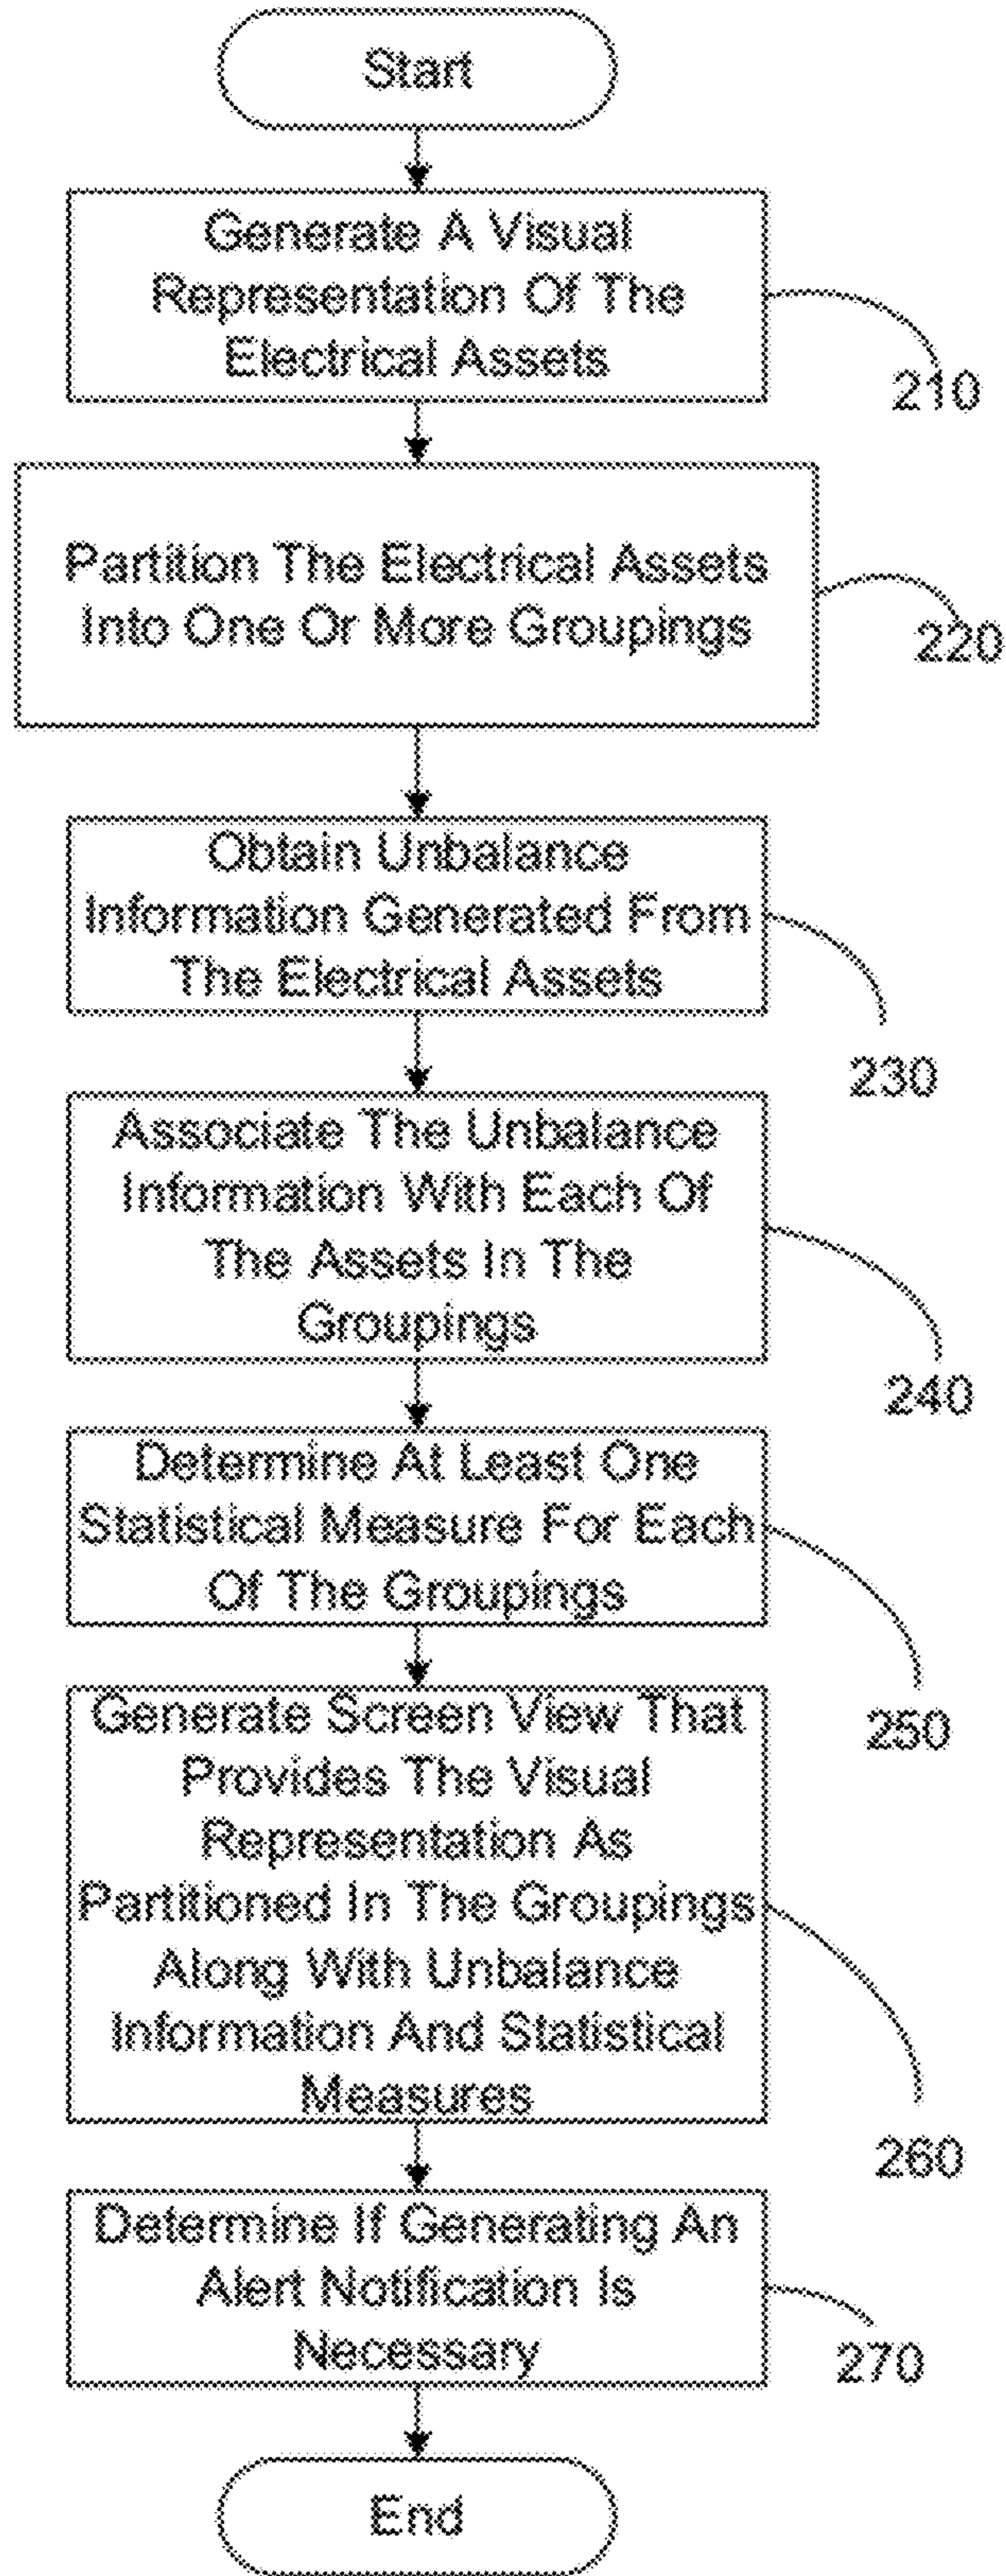 Start
Generate A Visual
Representation Of The
Electrical Assets
210
Partition The Electrical Assets
Into One Or More Groupings
220
Obtain Unbalance
Information Generated From
The Electrical Assets
230
Associate The Unbalance
Information With Each Of
The Assets In The
Groupings
240
Determine At Least One
Statistical Measure For Each
Of The Groupings
250
Generate Screen View That
Provides The Visual
Representation As
Partitioned In The Groupings
Along With Unbalance
Information And Statistical
Measures
260
Determine If Generating An
Alert Notification Is
Necessary
270
End